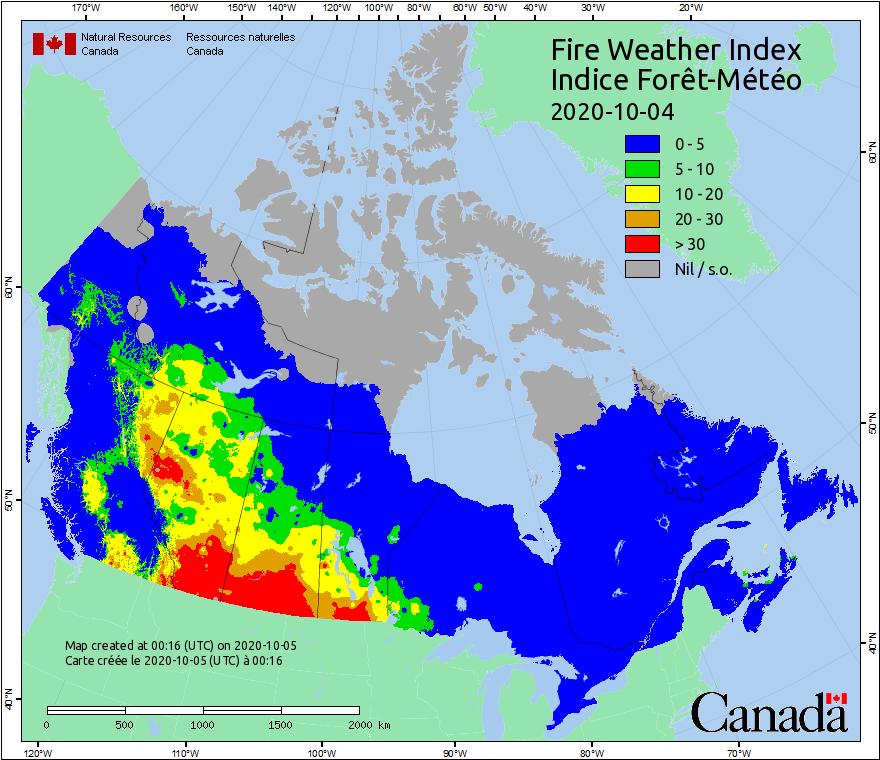 170°W 160°W 150°W 140°W 120°W 100°W 80°W 60°W 50°W 40°W 30°W 20°W
Natural Resources Ressources naturelles
Canada Canada
Fire Weather Index
Indice Forêt-Météo
2020-10-04
0 - 5
5 - 10
10 - 20
20 - 30
> 30
Nil / s.o.
60°N
60°N
50°N
50°N
40°N
40°N
Map created at 00:16 (UTC) on 2020-10-05
Carte créée le 2020-10-05 (UTC) à 00:16
0 500 1000 1500 2000 km
Canada
120°W 110°W 100°W 90°W 80°W 70°W